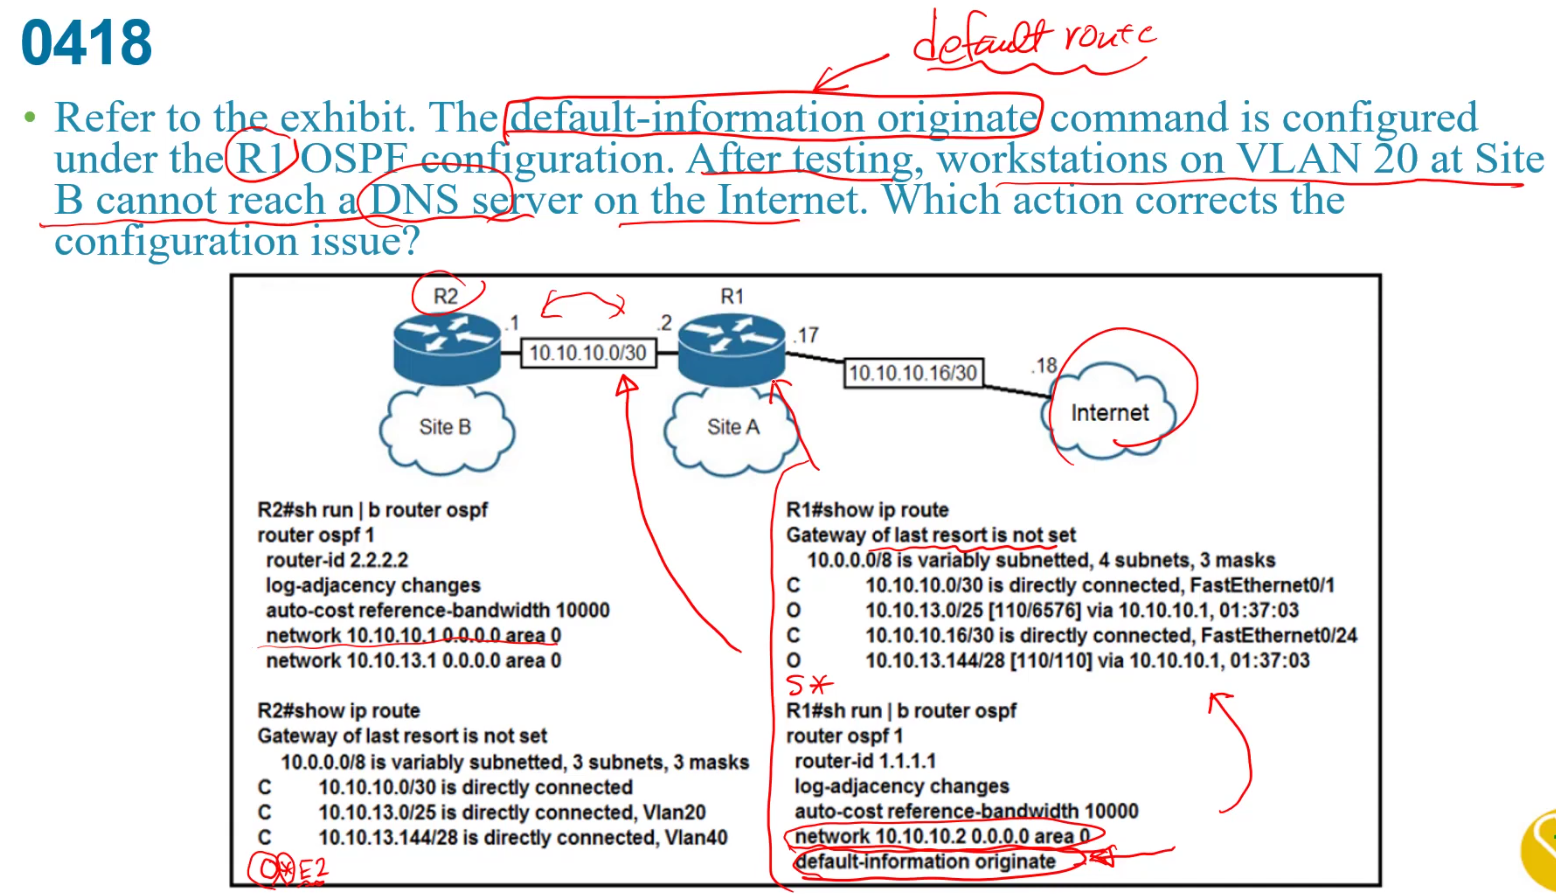 0418
default route
• Refer to the exhibit. The default-information originate command is configured
under the R1 OSPF configuration. After testing, workstations on VLAN 20 at Site
B cannot reach a DNS server on the Internet. Which action corrects the
configuration issue?
R2
R1
.1
.2
.17
10.10.10.0/30
10.10.10.16/30
.18
Site B
Site A
Internet
R2#sh run | b router ospf
router ospf 1
router-id 2.2.2.2
log-adjacency changes
auto-cost reference-bandwidth 10000
network 10.10.10.1 0.0.0.0 area 0
network 10.10.13.1 0.0.0.0 area 0
R2#show ip route
Gateway of last resort is not set
10.0.0.0/8 is variably subnetted, 3 subnets, 3 masks
C 10.10.10.0/30 is directly connected
C 10.10.13.0/25 is directly connected, Vlan20
C 10.10.13.144/28 is directly connected, Vlan40
O*E2
R1#show ip route
Gateway of last resort is not set
10.0.0.0/8 is variably subnetted, 4 subnets, 3 masks
C 10.10.10.0/30 is directly connected, FastEthernet0/1
O 10.10.13.0/25 [110/6576] via 10.10.10.1, 01:37:03
C 10.10.10.16/30 is directly connected, FastEthernet0/24
O 10.10.13.144/28 [110/110] via 10.10.10.1, 01:37:03
S*
R1#sh run | b router ospf
router ospf 1
router-id 1.1.1.1
log-adjacency changes
auto-cost reference-bandwidth 10000
network 10.10.10.2 0.0.0.0 area 0
default-information originate